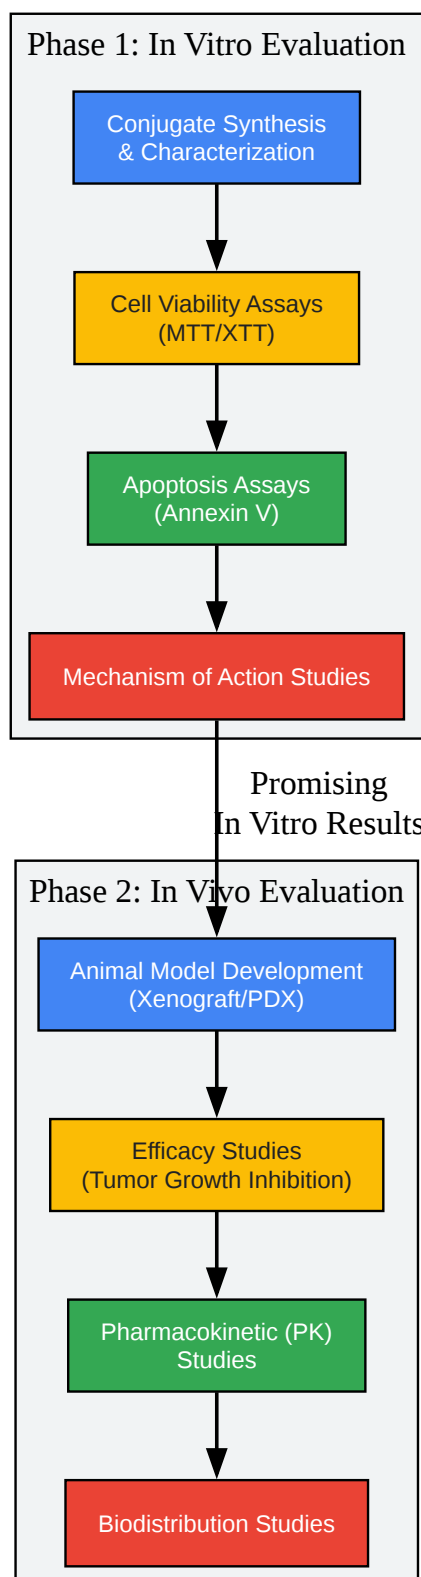 Phase 1: In Vitro Evaluation
Conjugate Synthesis
& Characterization
Cell Viability Assays
(MTT/XTT)
Apoptosis Assays
(Annexin V)
Mechanism of Action Studies
Promising
In Vitro Results
Phase 2: In Vivo Evaluation
Animal Model Development
(Xenograft/PDX)
Efficacy Studies
(Tumor Growth Inhibition)
Pharmacokinetic (PK)
Studies
Biodistribution Studies